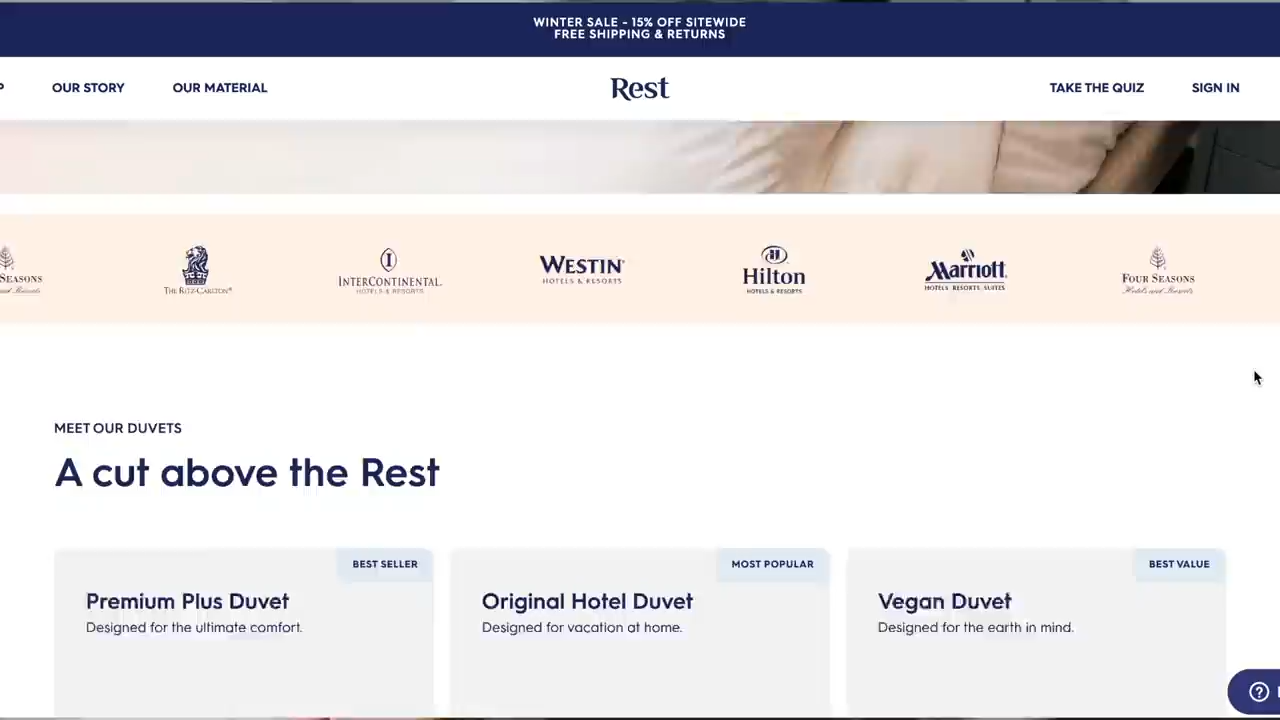 WINTER SALE - 15% OFF SITEWIDE
FREE SHIPPING & RETURNS
OUR STORY
OUR MATERIAL
Rest
TAKE THE QUIZ
SIGN IN
SEASONS
THE RITZ-CARLTON
INTERCONTINENTAL
HOTELS & RESORTS
WESTIN
HOTELS & RESORTS
Hilton
HOTELS & RESORTS
Marriott
HOTELS RESORTS SUITES
FOUR SEASONS
Hotels and Resorts
MEET OUR DUVETS
A cut above the Rest
BEST SELLER
Premium Plus Duvet
Designed for the ultimate comfort.
MOST POPULAR
Original Hotel Duvet
Designed for vacation at home.
BEST VALUE
Vegan Duvet
Designed for the earth in mind.